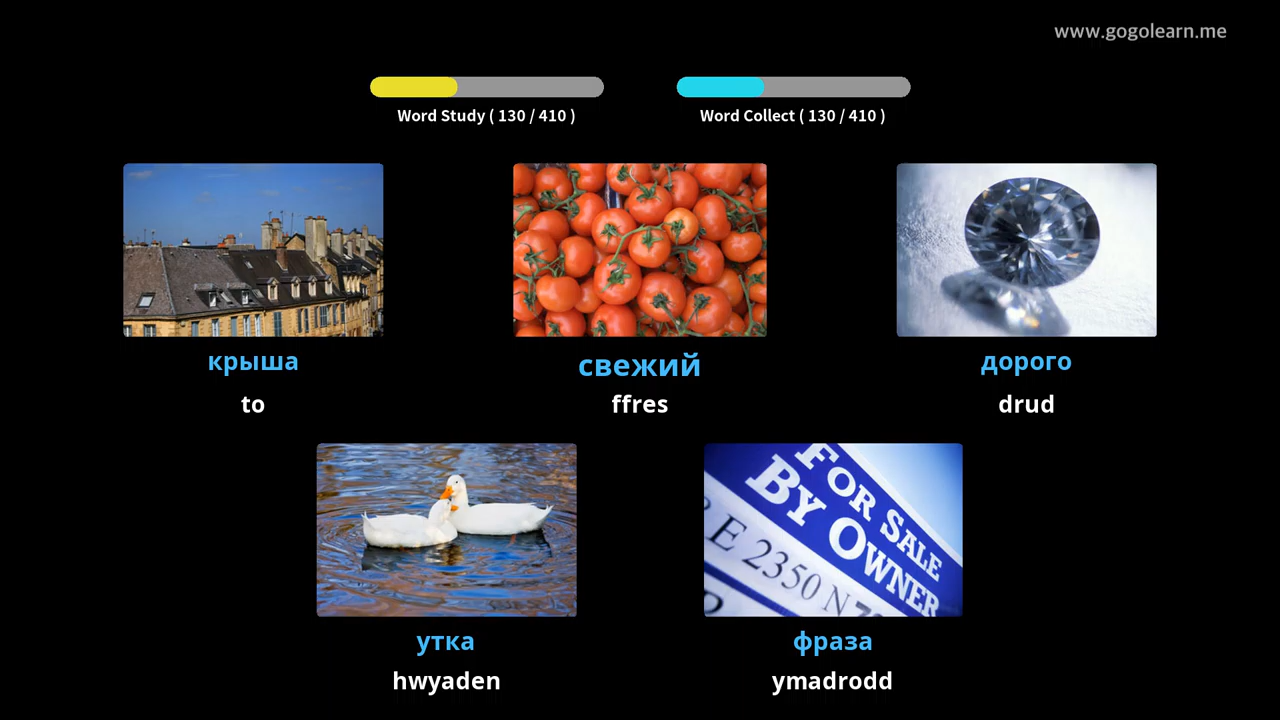 www.gogolearn.me
Word Study ( 130 / 410 )
Word Collect ( 130 / 410 )
крыша
to
свежий
ffres
дорого
drud
FOR SALE
BY OWNER
E 2350 N
утка
hwyaden
фраза
ymadrodd